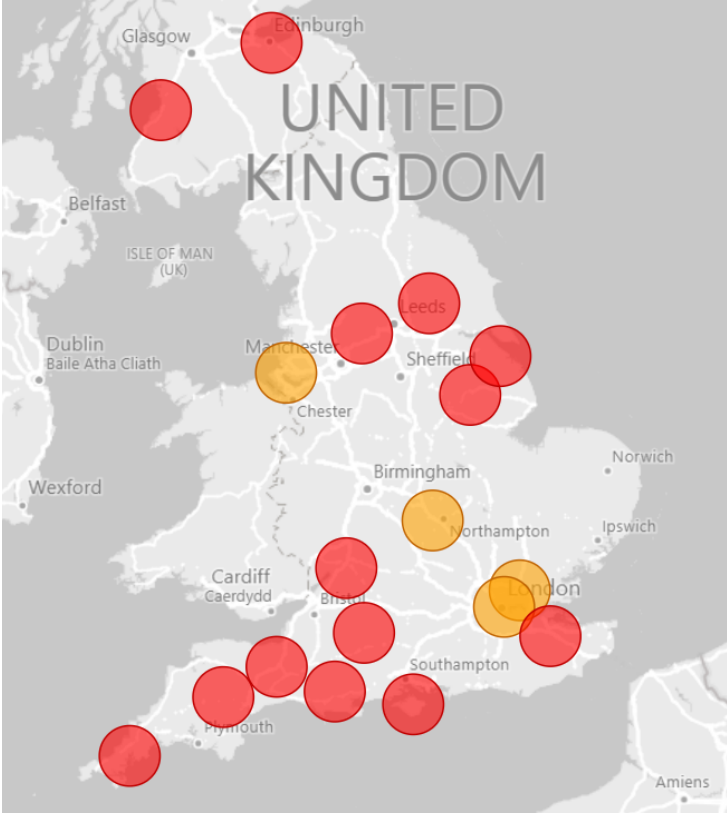 Edinburgh
Glasgow
UNITED
KINGDOM
Belfast
ISLE OF MAN
(UK)
Leeds
Dublin
Baile Atha Cliath
Manchester
Sheffield
Chester
Norwich
Birmingham
Wexford
Northampton
Ipswich
Cardiff
Caerdydd
London
Bristol
Southampton
Plymouth
Amiens